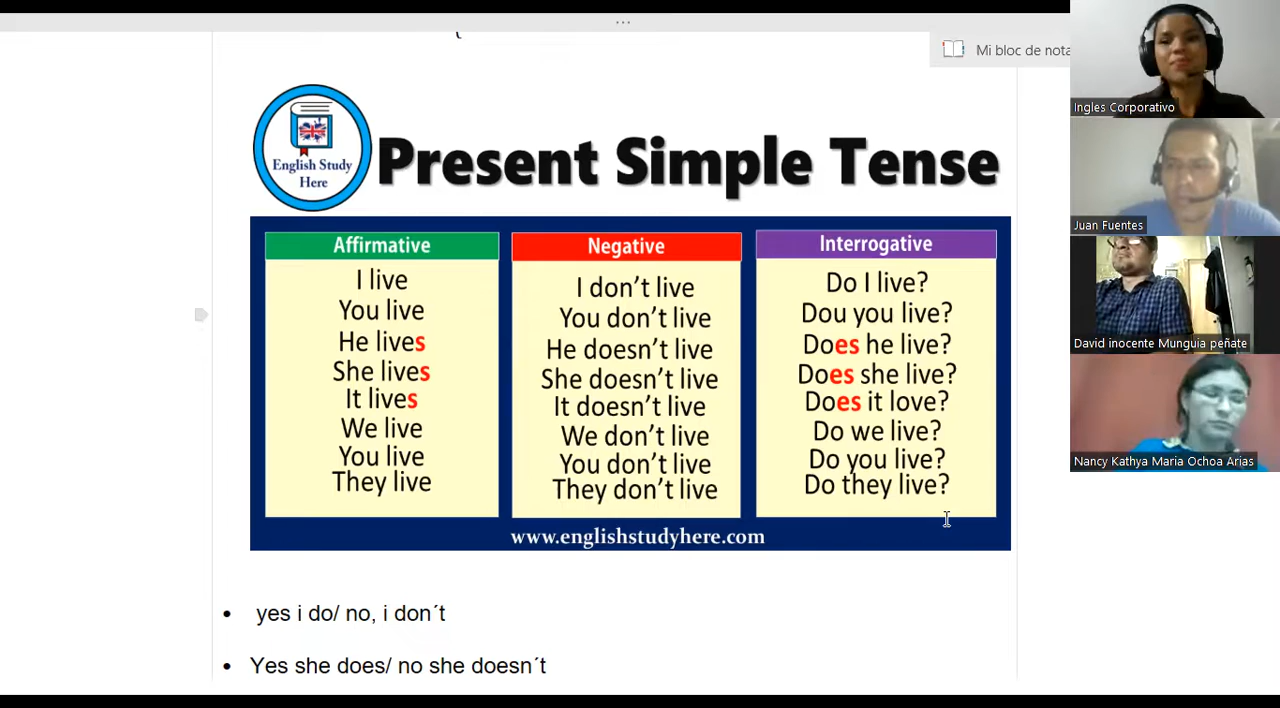 ...
Mi bloc de nota
English Study
Here
Present Simple Tense
Affirmative
I live
You live
He lives
She lives
It lives
We live
You live
They live
Negative
I don't live
You don't live
He doesn't live
She doesn't live
It doesn't live
We don't live
You don't live
They don't live
Interrogative
Do I live?
Dou you live?
Does he live?
Does she live?
Does it love?
Do we live?
Do you live?
Do they live?
www.englishstudyhere.com
• yes i do/ no, i don´t
• Yes she does/ no she doesn´t
Ingles Corporativo
Juan Fuentes
David inocente Munguia peñate
Nancy Kathya Maria Ochoa Arias